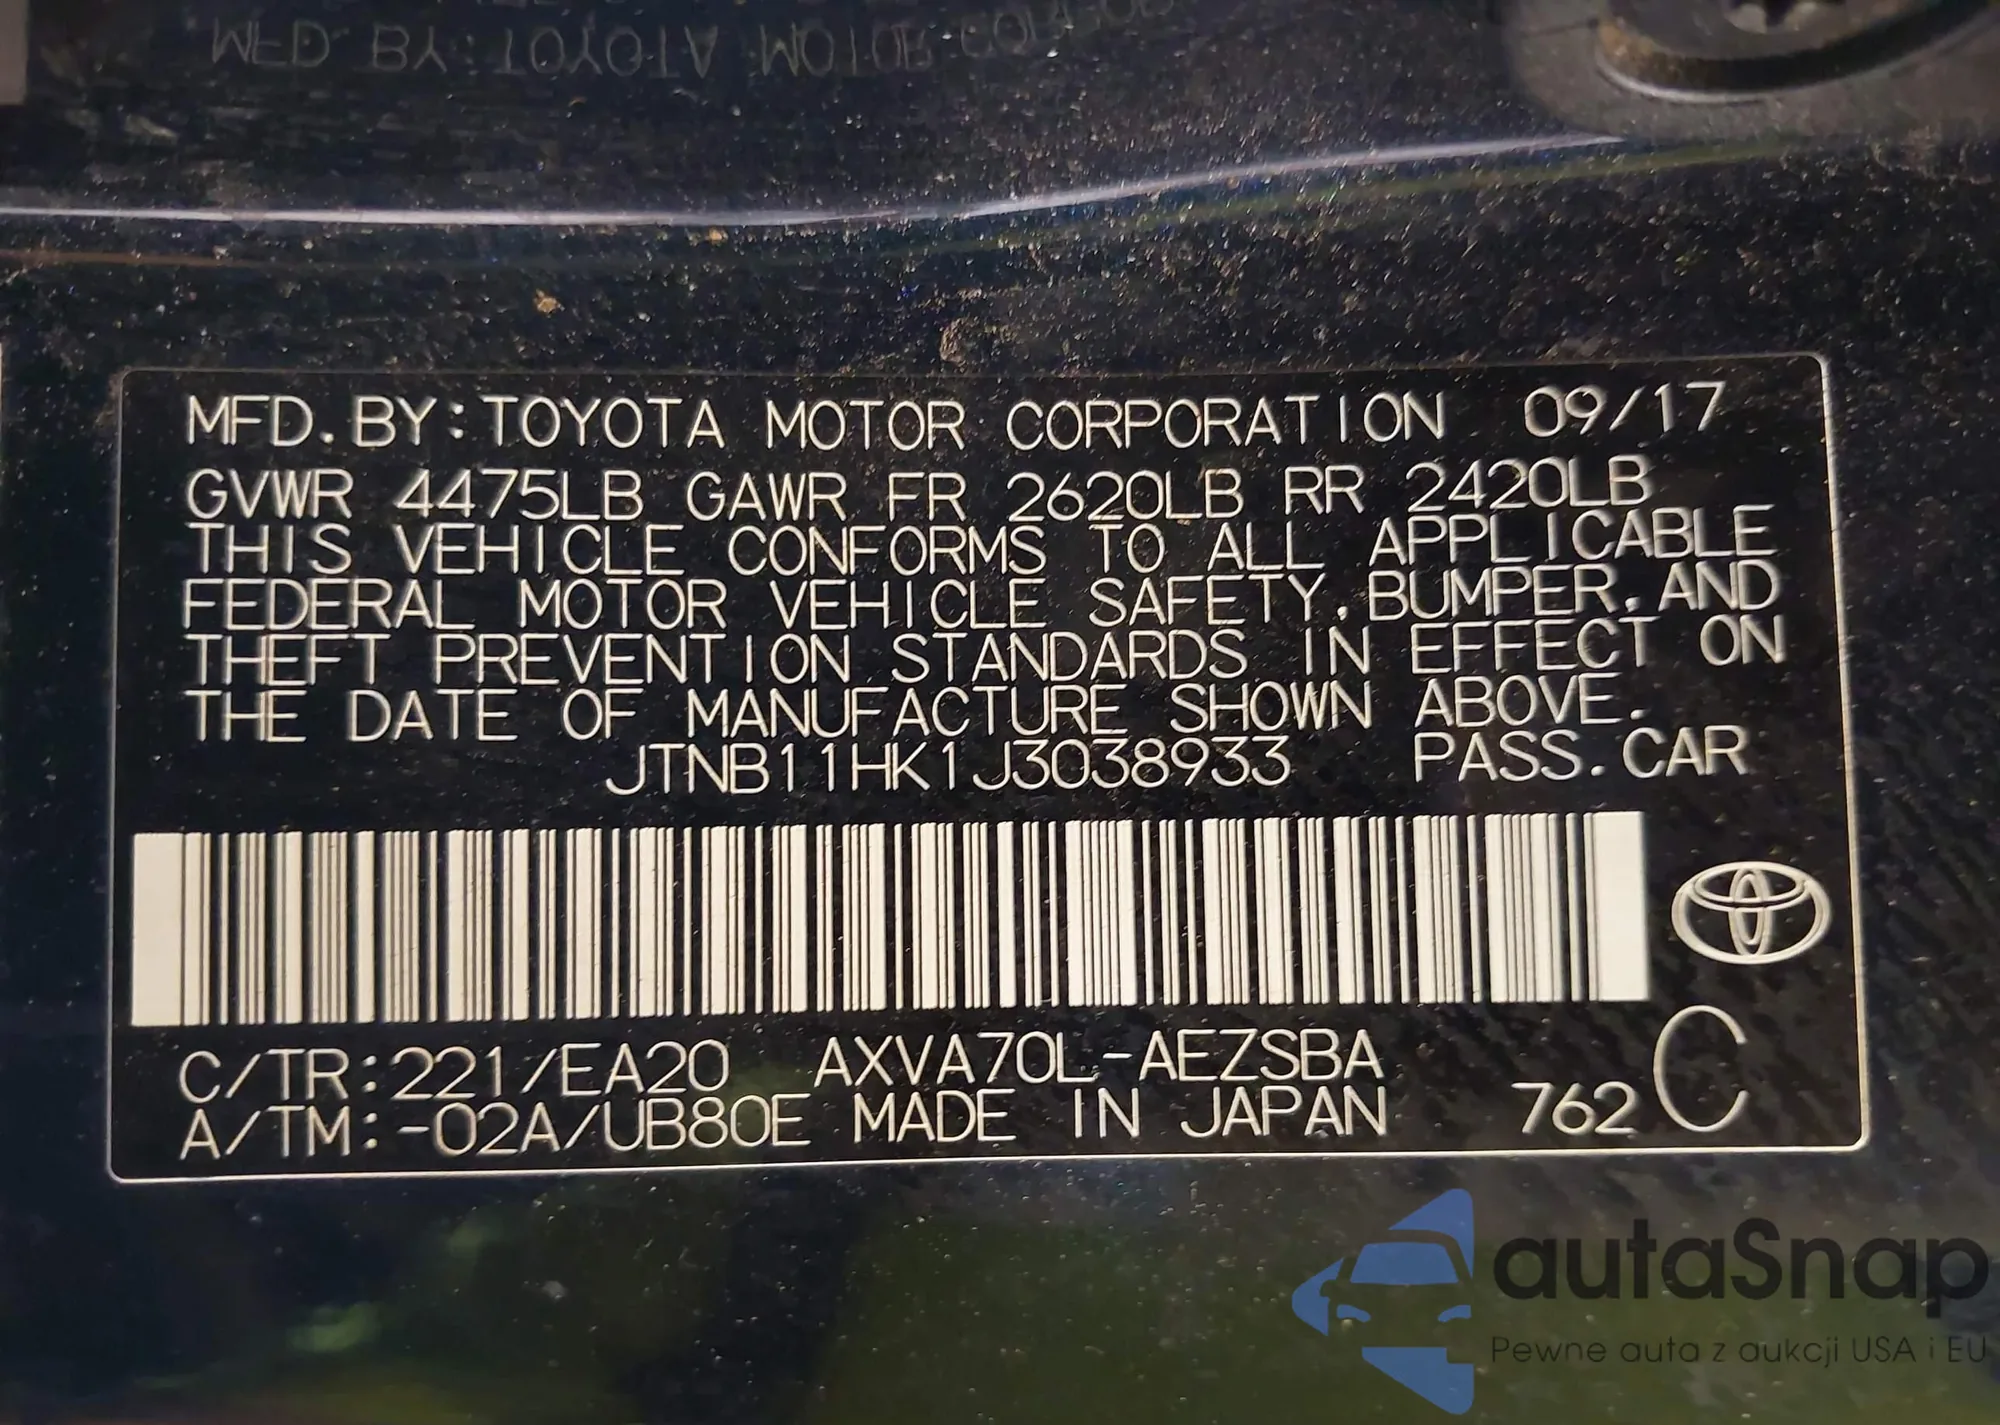 MFD. BY: TOYOTA MOTOR
MFD.BY:TOYOTA MOTOR CORPORATION 09/17
GVWR 4475LB GAWR FR 2620LB RR 2420LB
THIS VEHICLE CONFORMS TO ALL APPLICABLE
FEDERAL MOTOR VEHICLE SAFETY,BUMPER,AND
THEFT PREVENTION STANDARDS IN EFFECT ON
THE DATE OF MANUFACTURE SHOWN ABOVE.
JTNB11HK1J3038933 PASS.CAR
C/TR:221/EA20 AXVA70L-AEZSBA
A/TM:-02A/UB80E MADE IN JAPAN 762 C
autaSnap
Pewne auta z aukcji USA i EU